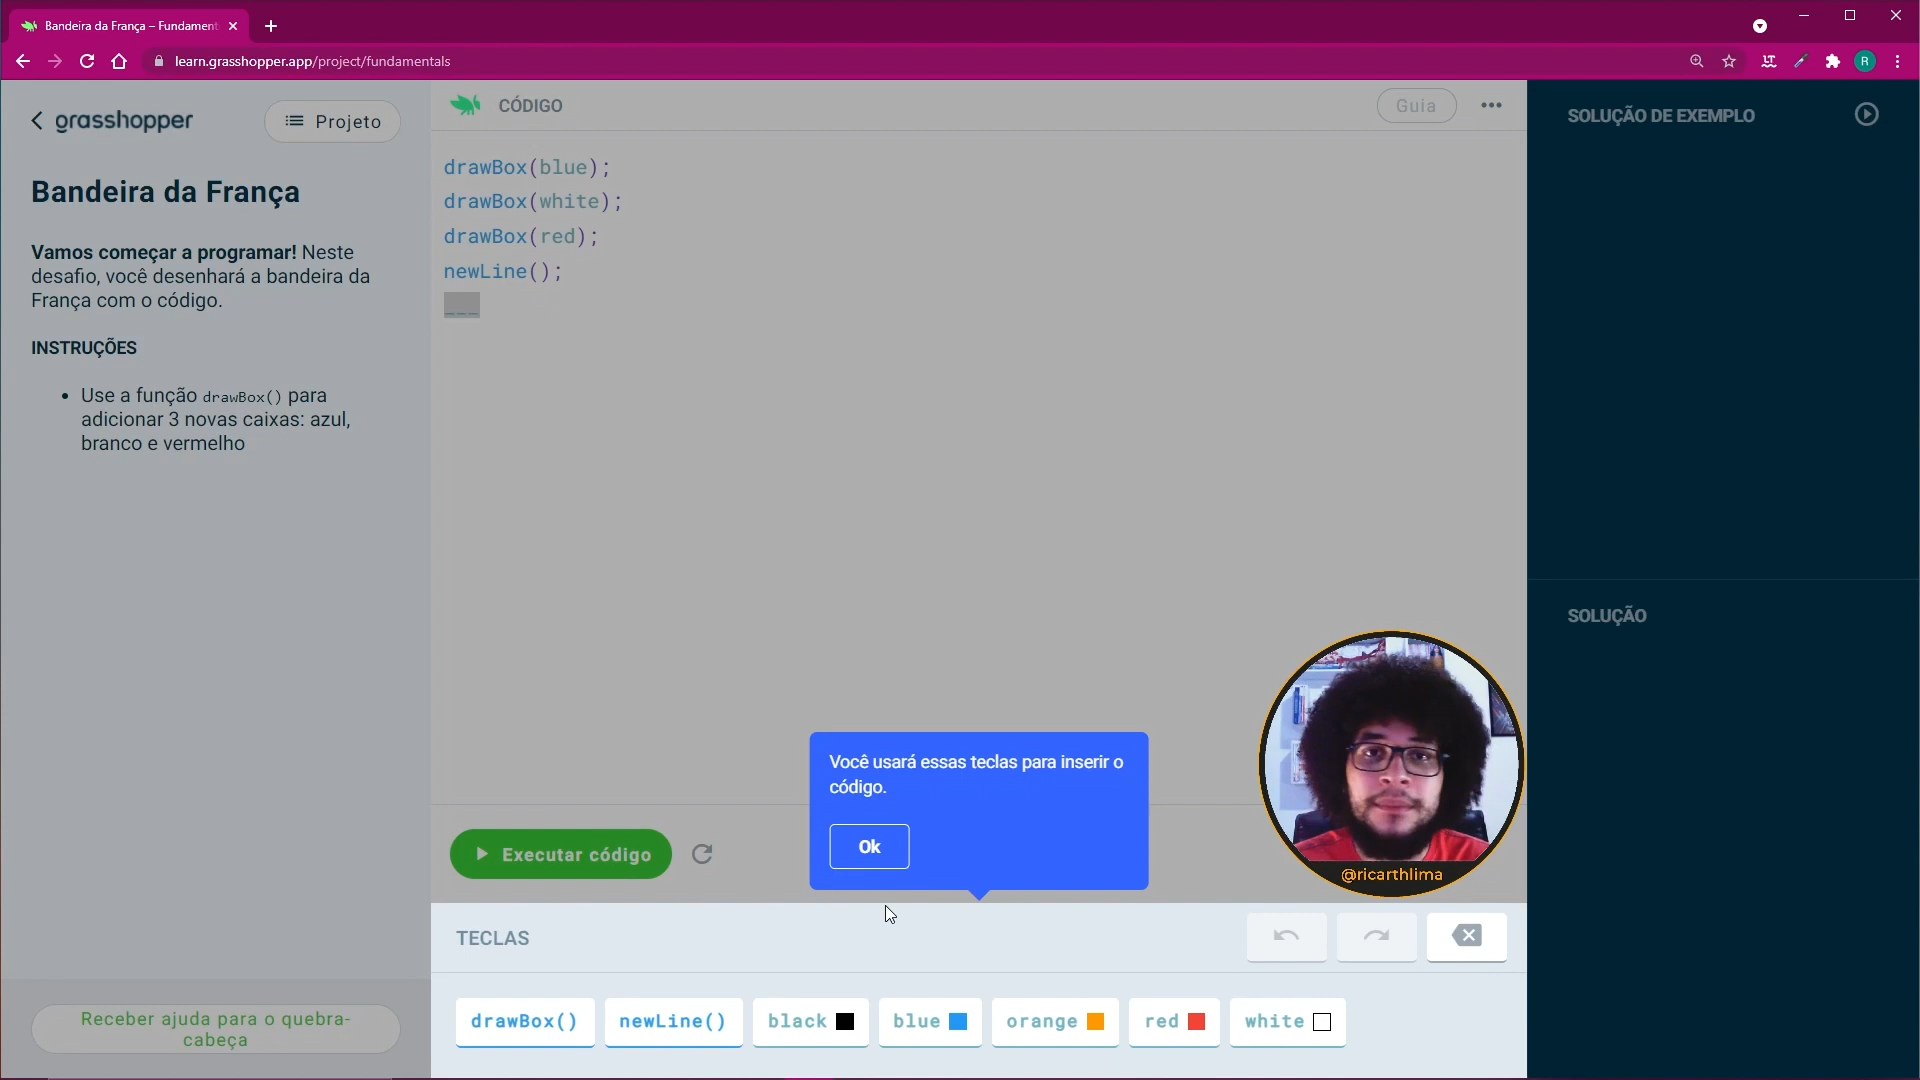 Bandeira da França – Fundament
learn.grasshopper.app/project/fundamentals
R
grasshopper
Projeto
Bandeira da França
Vamos começar a programar! Neste
desafio, você desenhará a bandeira da
França com o código.
INSTRUÇÕES
Use a função drawBox() para
adicionar 3 novas caixas: azul,
branco e vermelho
Receber ajuda para o quebra-
cabeça
CÓDIGO
Guia
drawBox(blue);
drawBox(white);
drawBox(red);
newLine();
___
Você usará essas teclas para inserir o
código.
Ok
Executar código
@ricarthlima
TECLAS
drawBox()
newLine()
black
blue
orange
red
white
SOLUÇÃO DE EXEMPLO
SOLUÇÃO